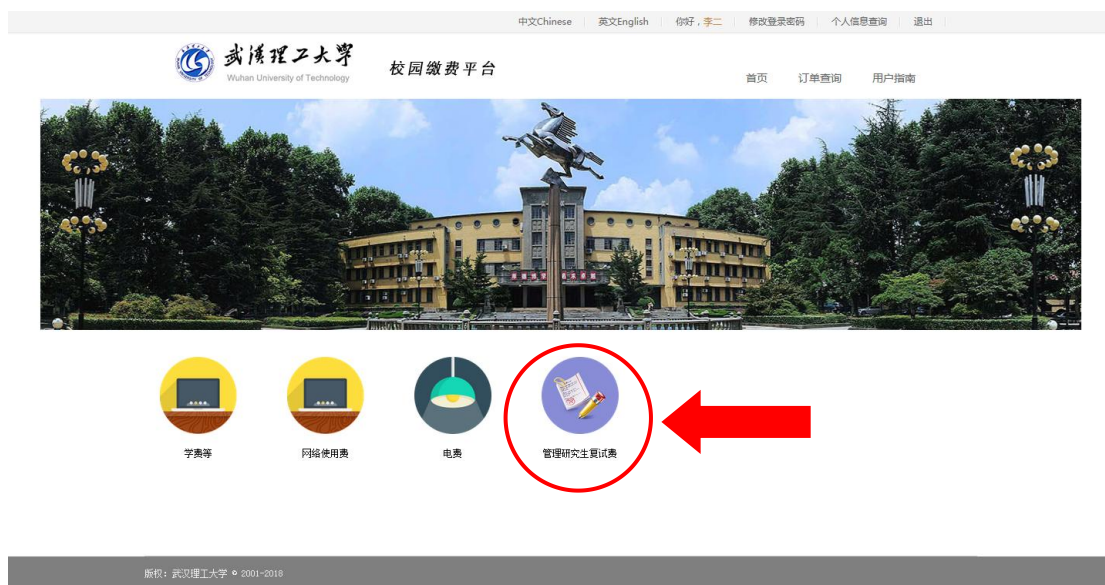 中文Chinese 英文English 你好，李二 修改登录密码 个人信息查询 退出
武汉理工大学
Wuhan University of Technology
校园缴费平台
首页 订单查询 用户指南
学费等 网络使用费 电费 管理研究生复试费
版权：武汉理工大学 © 2001-2018